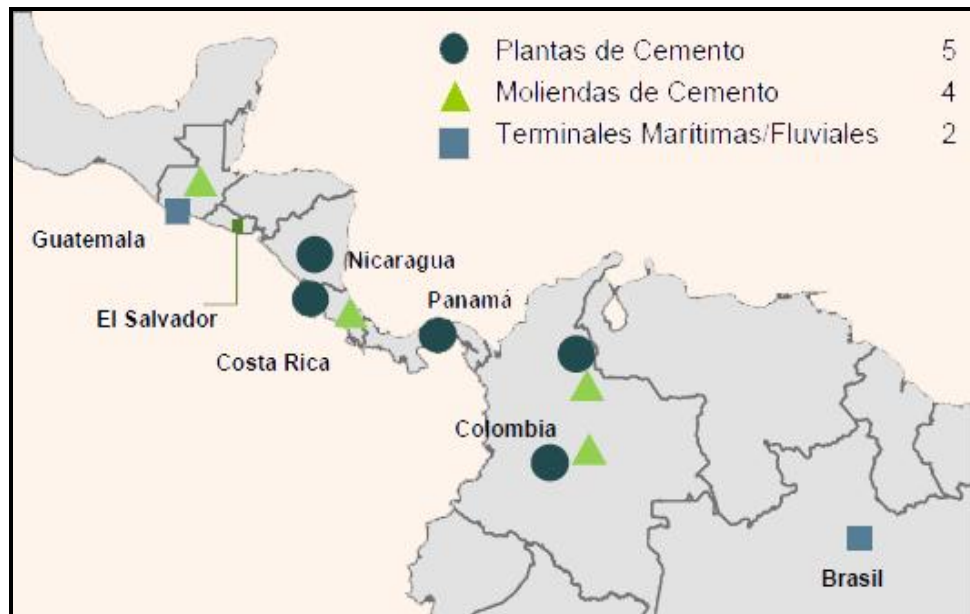 Plantas de Cemento 5
Moliendas de Cemento 4
Terminales Marítimas/Fluviales 2
Guatemala
Nicaragua
El Salvador
Panamá
Costa Rica
Colombia
Brasil